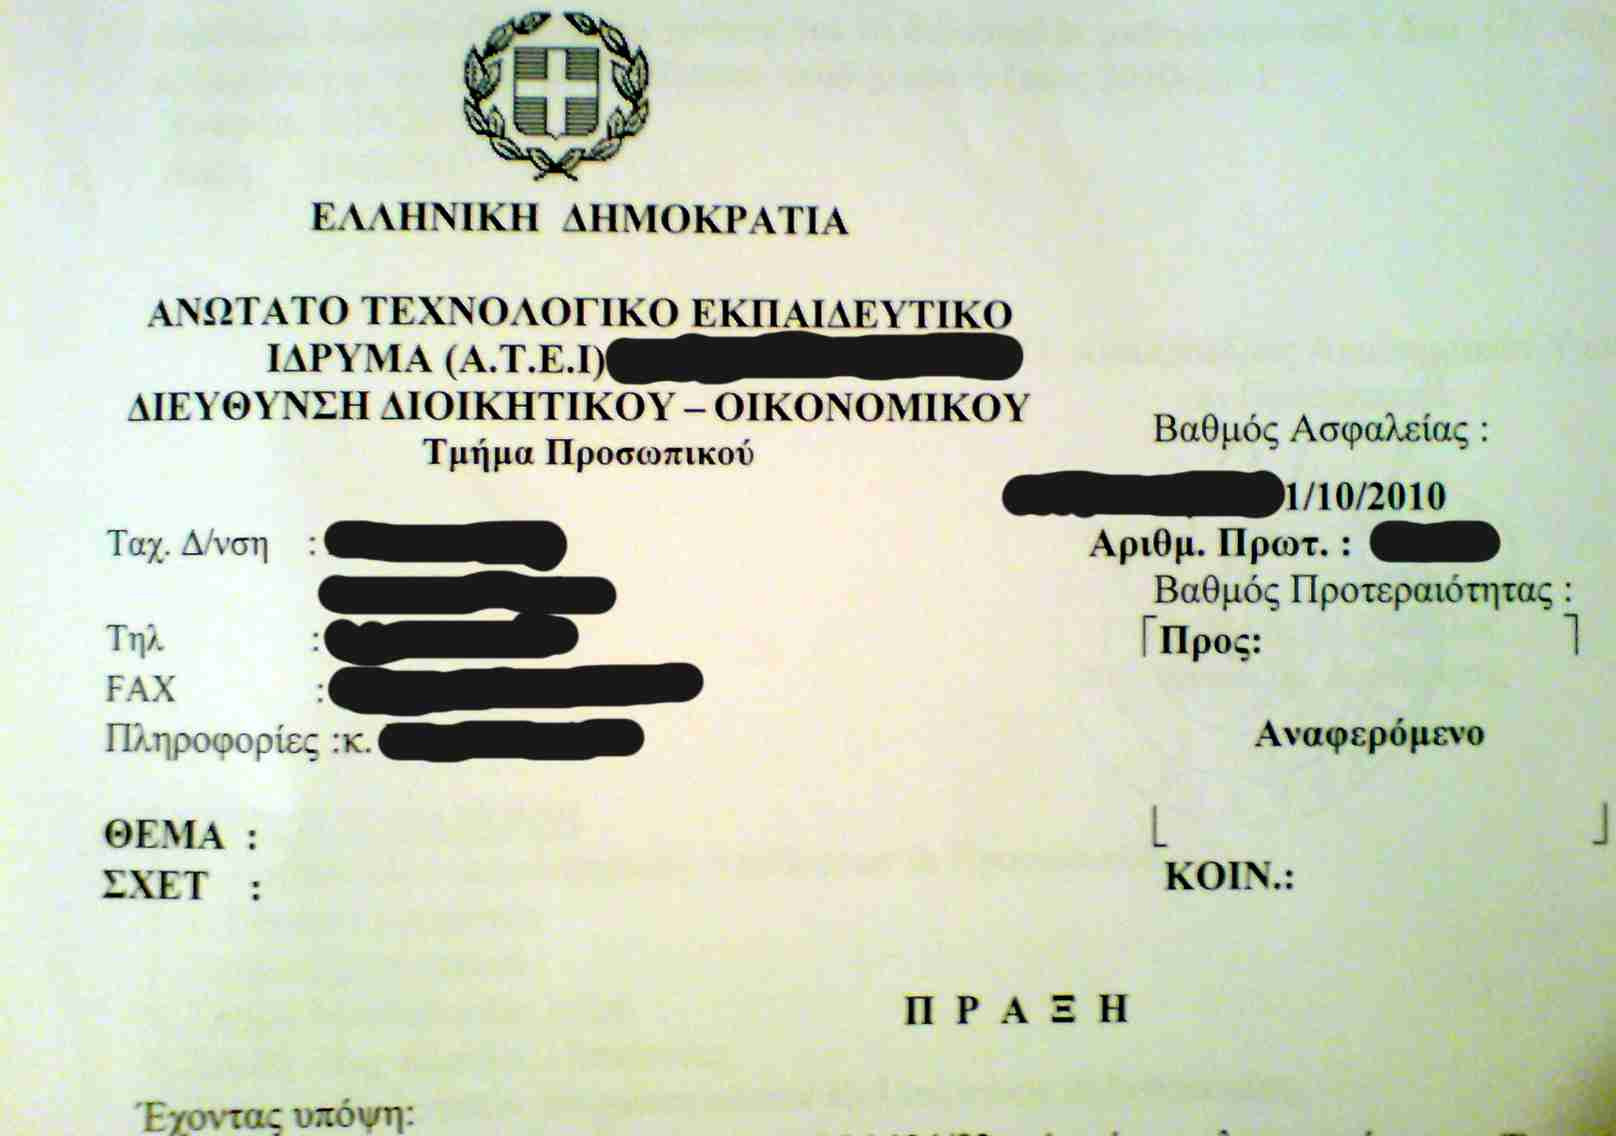 ΕΛΛΗΝΙΚΗ ΔΗΜΟΚΡΑΤΙΑ
ΑΝΩΤΑΤΟ ΤΕΧΝΟΛΟΓΙΚΟ ΕΚΠΑΙΔΕΥΤΙΚΟ
ΙΔΡΥΜΑ (Α.Τ.Ε.Ι)
ΔΙΕΥΘΥΝΣΗ ΔΙΟΙΚΗΤΙΚΟΥ – ΟΙΚΟΝΟΜΙΚΟΥ
Τμήμα Προσωπικού
Βαθμός Ασφαλείας :
1/10/2010
Αριθμ. Πρωτ. :
Βαθμός Προτεραιότητας :
Προς:
Αναφερόμενο
ΚΟΙΝ.:
Ταχ. Δ/νση :
Τηλ :
FAX :
Πληροφορίες :κ.
ΘΕΜΑ :
ΣΧΕΤ :
Π Ρ Α Ξ Η
Έχοντας υπόψη: